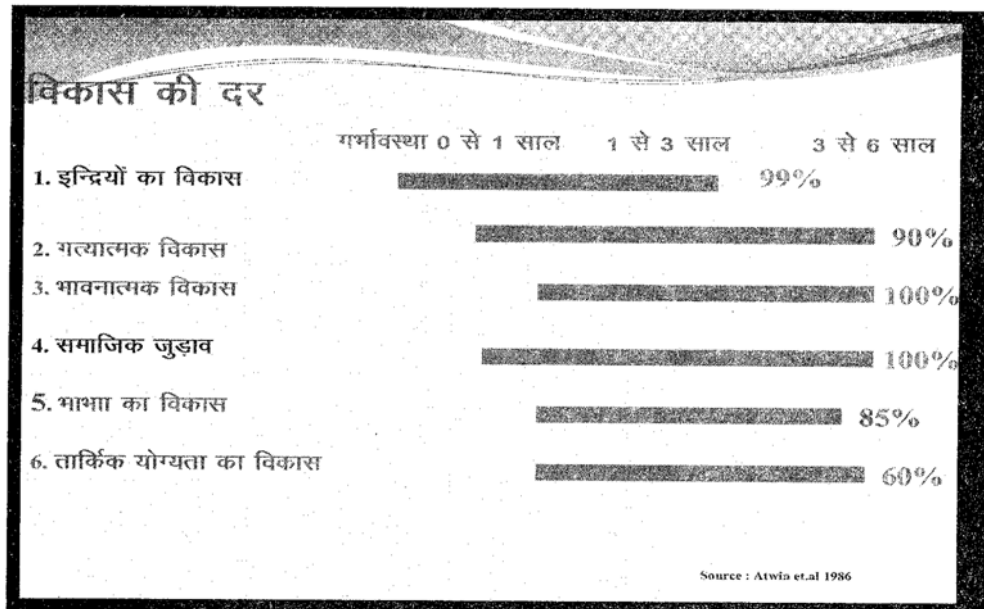 विकास की दर
गर्भावस्था 0 से 1 साल 1 से 3 साल 3 से 6 साल
1. इन्द्रियों का विकास 99%
2. गत्यात्मक विकास 90%
3. भावनात्मक विकास 100%
4. समाजिक जुड़ाव 100%
5. भाभाा का विकास 85%
6. तार्किक योग्यता का विकास 60%
Source : Atwin et.al 1986